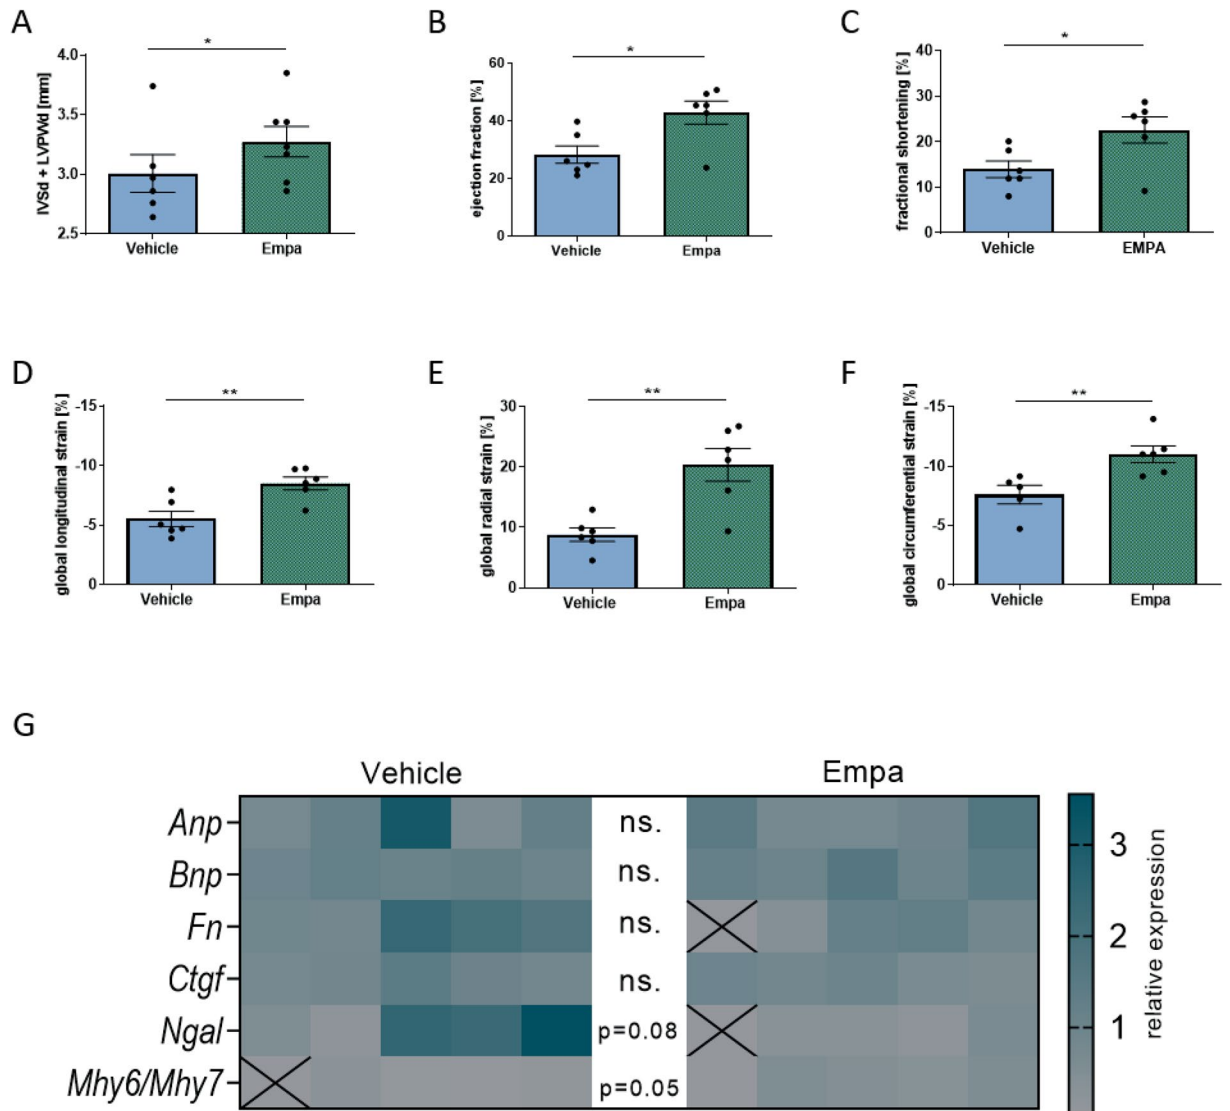 A
*
IVSd + LVPWd [mm]
4.0
3.5
3.0
2.5
Vehicle
Empa
B
*
ejection fraction [%]
60
40
20
0
Vehicle
Empa
C
*
fractional shortening [%]
40
30
20
10
0
Vehicle
EMPA
D
**
global longitudinal strain [%]
-15
-10
-5
0
Vehicle
Empa
E
**
global radial strain [%]
30
20
10
0
Vehicle
Empa
F
**
global circumferential strain [%]
-15
-10
-5
0
Vehicle
Empa
G
Vehicle
Empa
Anp
ns.
Bnp
ns.
Fn
ns.
Ctgf
ns.
Ngal
p=0.08
Mhy6/Mhy7
p=0.05
3
2
1
relative expression